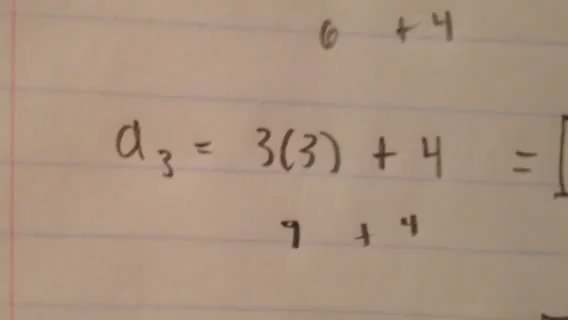 6 + 4
a₃ = 3(3) + 4 =
9 + 4